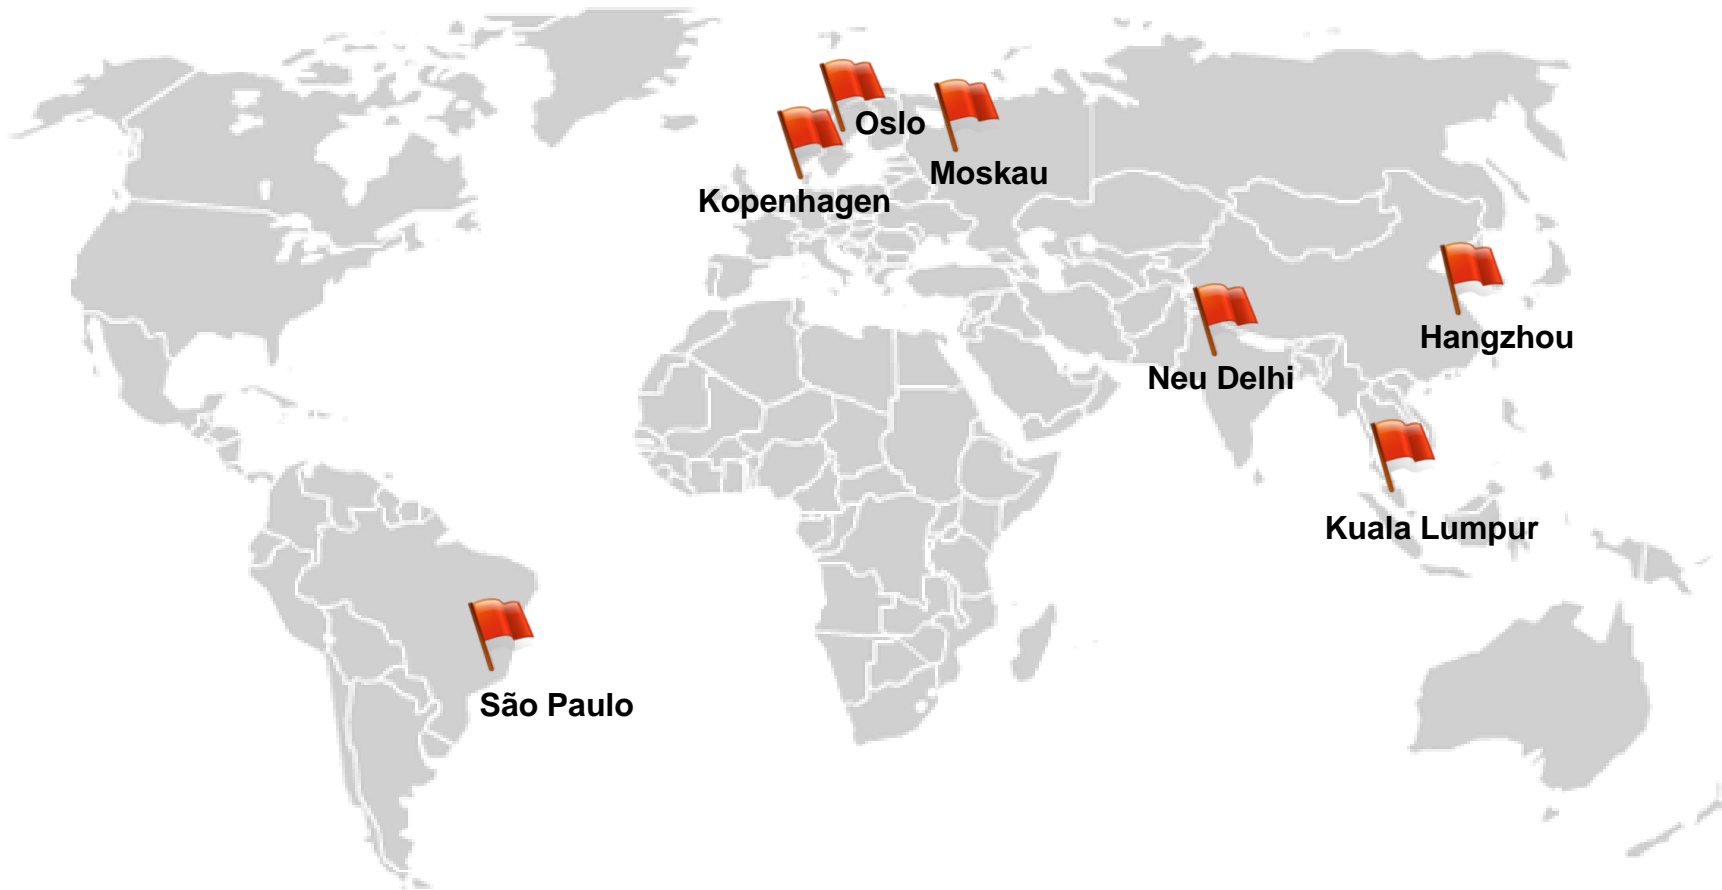 Oslo
Moskau
Kopenhagen
Hangzhou
Neu Delhi
Kuala Lumpur
São Paulo